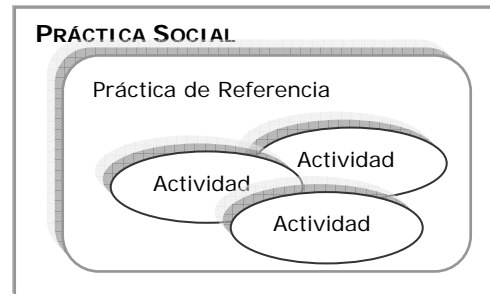 PRÁCTICA SOCIAL
Práctica de Referencia
Actividad
Actividad
Actividad